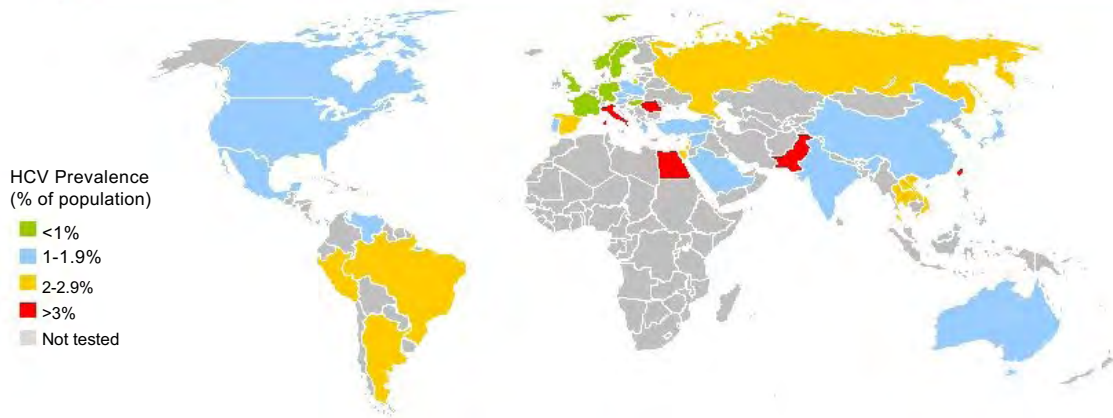 HCV Prevalence
(% of population)
<1%
1-1.9%
2-2.9%
>3%
Not tested